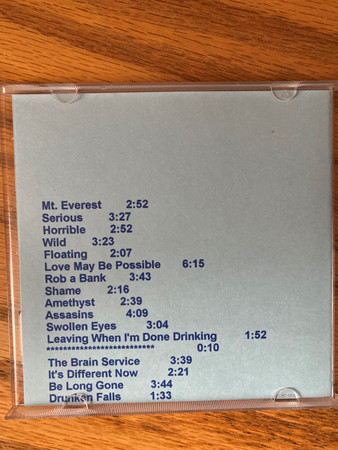 Mt. Everest 2:52
Serious 3:27
Horrible 2:52
Wild 3:23
Floating 2:07
Love May Be Possible 6:15
Rob a Bank 3:43
Shame 2:16
Amethyst 2:39
Assasins 4:09
Swollen Eyes 3:04
Leaving When I'm Done Drinking 1:52
************************** 0:10
The Brain Service 3:39
It's Different Now 2:21
Be Long Gone 3:44
Drunken Falls 1:33